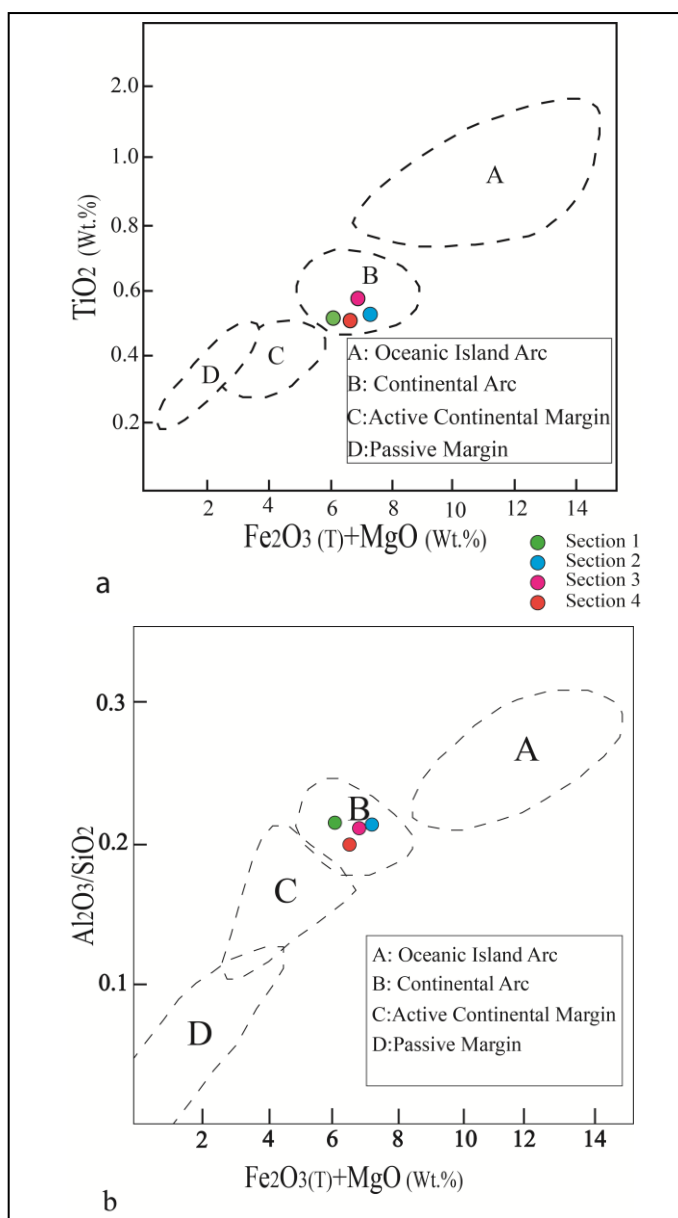 2.0
1.0
0.8
0.6
0.4
0.2
TiO₂ (Wt.%)
A
B
C
D
A: Oceanic Island Arc
B: Continental Arc
C:Active Continental Margin
D:Passive Margin
2 4 6 8 10 12 14
Fe₂O₃ (T)+MgO (Wt.%)
a
Section 1
Section 2
Section 3
Section 4
0.3
0.2
0.1
Al₂O₃/SiO₂
A
B
C
D
A: Oceanic Island Arc
B: Continental Arc
C:Active Continental Margin
D:Passive Margin
2 4 6 8 10 12 14
Fe₂O₃(T)+MgO (Wt.%)
b